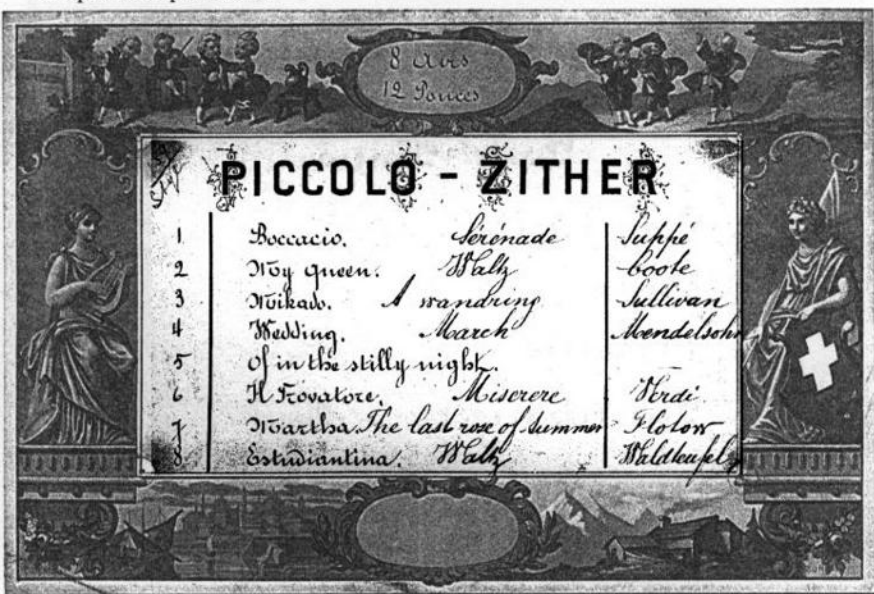 8 Airs
12 Pouces
PICCOLO - ZITHER
1 Boccacio. Sérénade Suppé
2 My queen. Waltz Coote
3 Mikado. A wandring Sullivan
4 Wedding. March Mendelsohn
5 Of in the stilly night.
6 Il Trovatore. Miserere Verdi
7 Martha. The last rose of summer Flotow
8 Estudiantina. Waltz Waldteufel